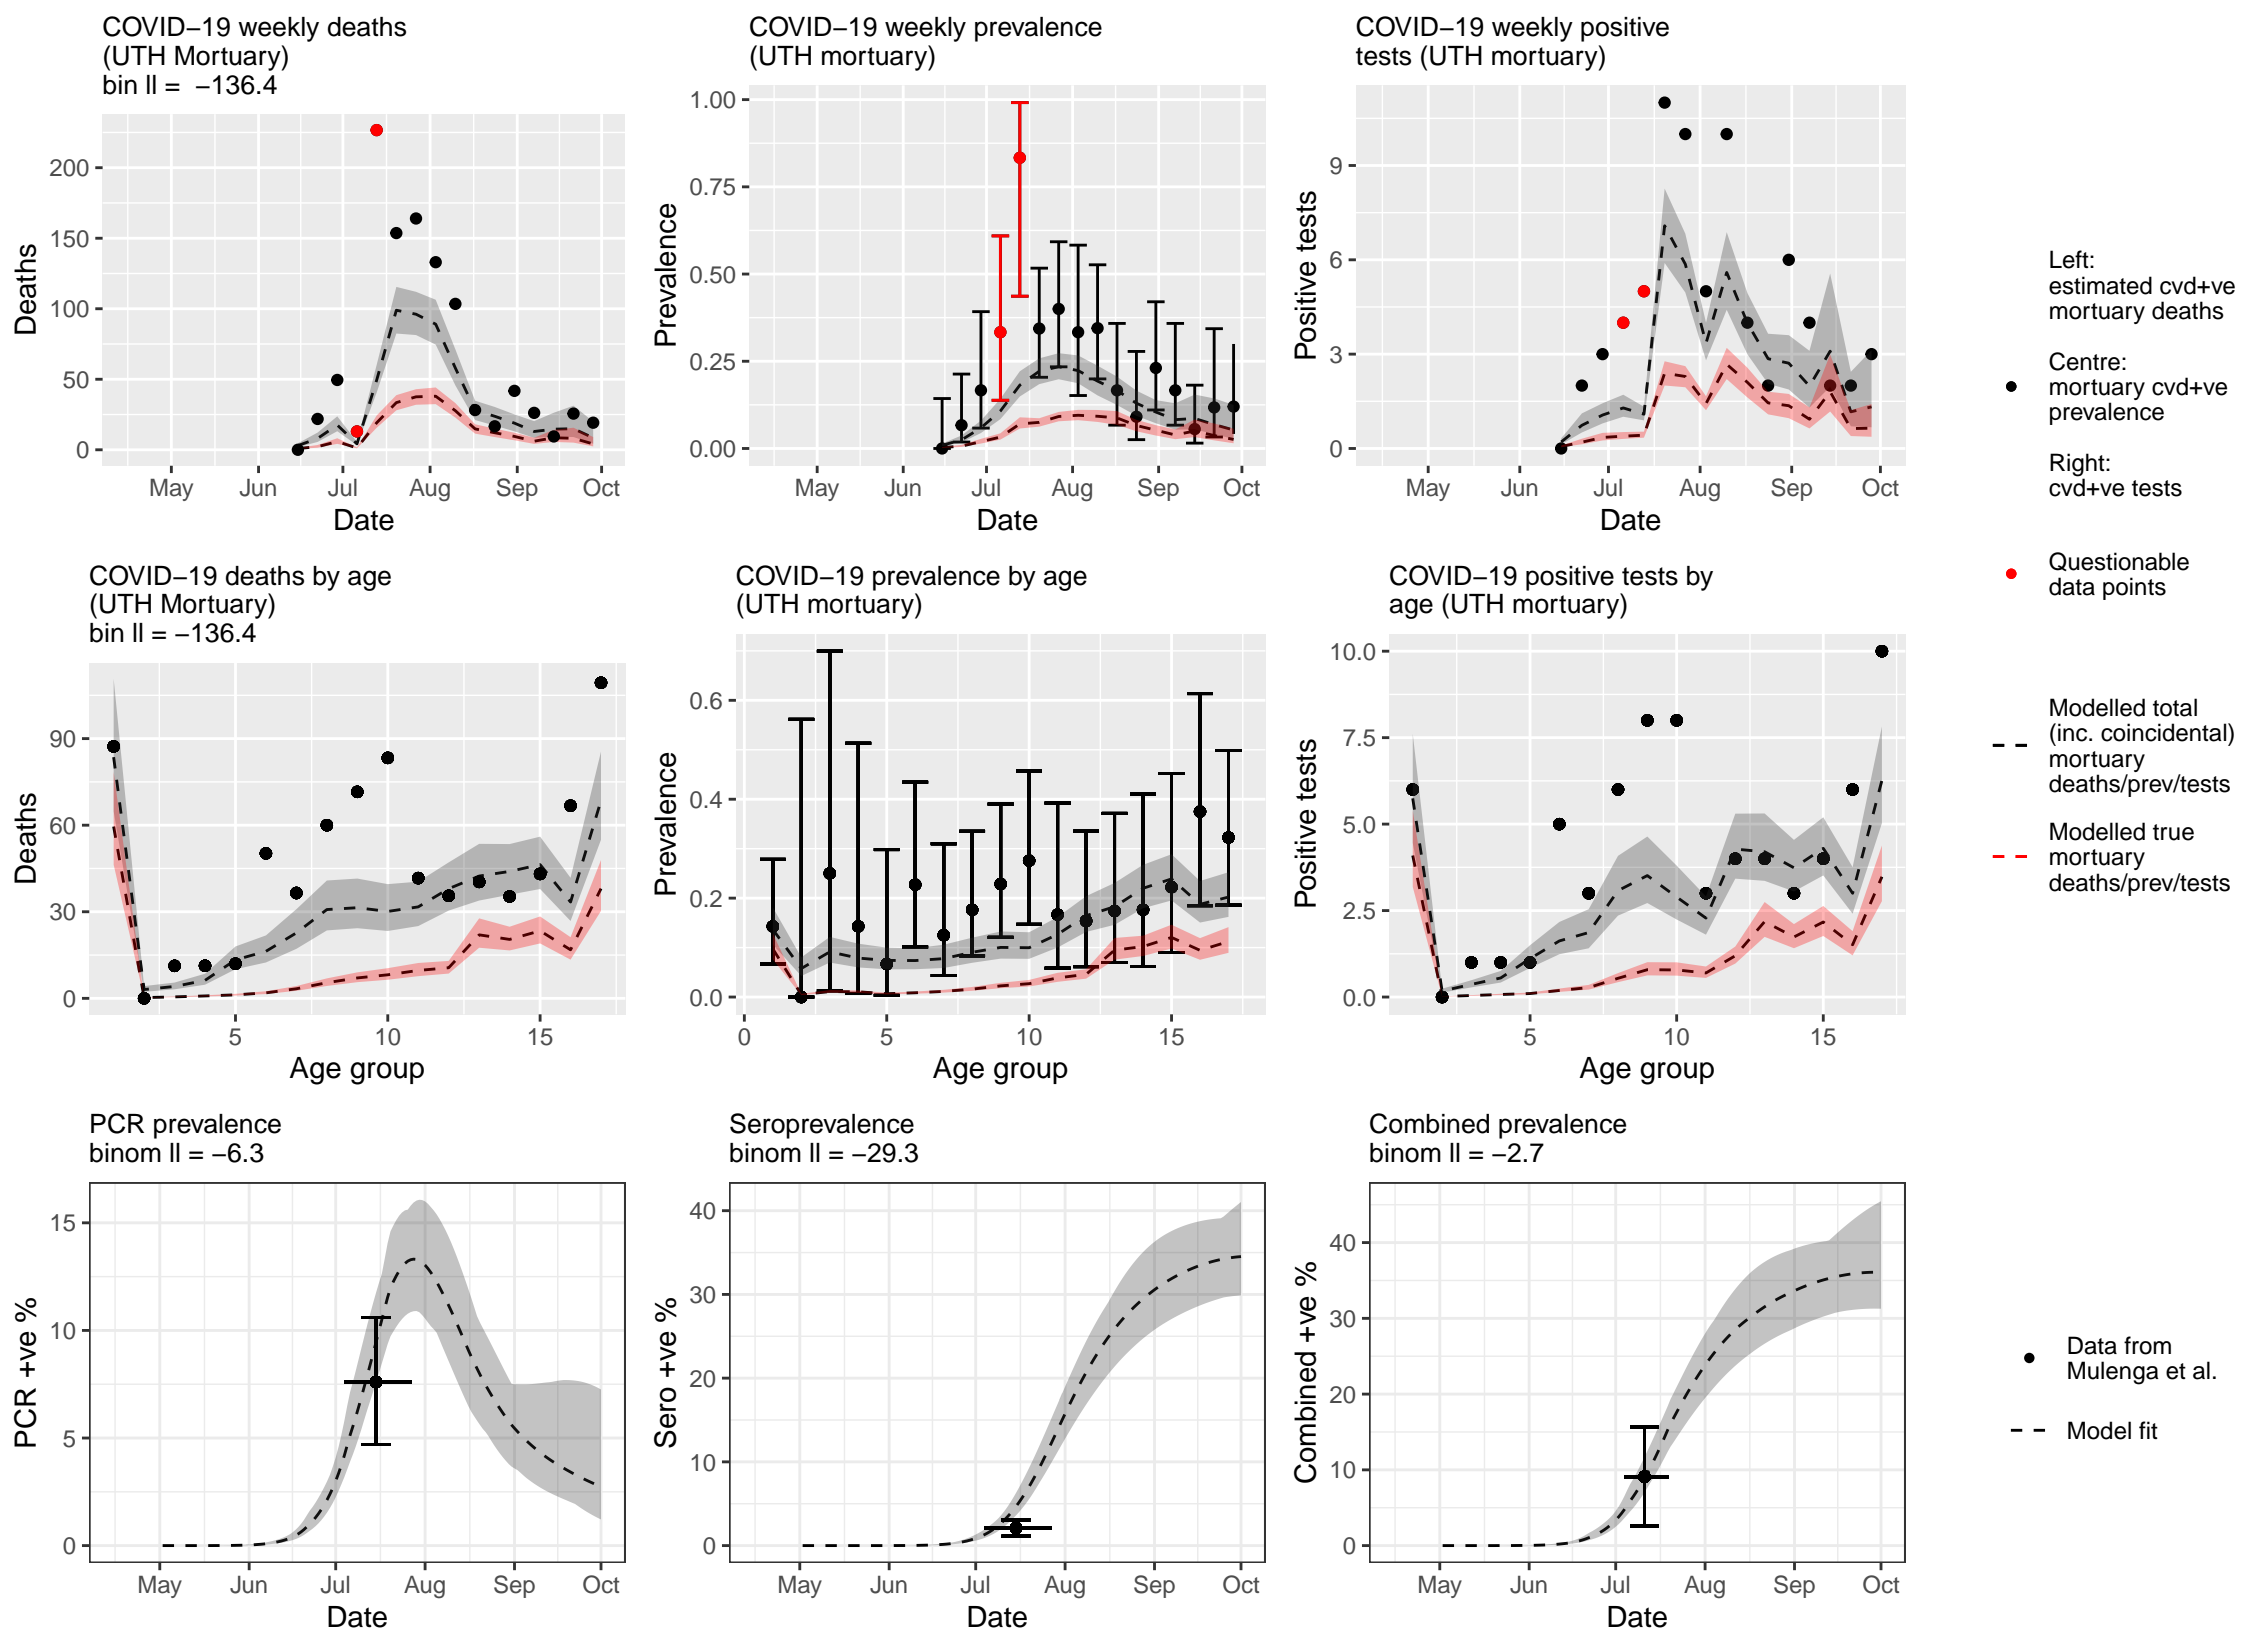 COVID−19 weekly deaths
(UTH Mortuary)
bin ll =  −136.4
Deaths
200
150
100
50
0
May
Jun
Jul
Aug
Sep
Oct
Date
COVID−19 weekly prevalence
(UTH mortuary)
Prevalence
1.00
0.75
0.50
0.25
0.00
May
Jun
Jul
Aug
Sep
Oct
Date
COVID−19 weekly positive
tests (UTH mortuary)
Positive tests
9
6
3
0
May
Jun
Jul
Aug
Sep
Oct
Date
Left:
estimated cvd+ve
mortuary deaths
Centre:
mortuary cvd+ve
prevalence
Right:
cvd+ve tests
Questionable
data points
Modelled total
(inc. coincidental)
mortuary
deaths/prev/tests
Modelled true
mortuary
deaths/prev/tests
COVID−19 deaths by age
(UTH Mortuary)
bin ll = −136.4
Deaths
90
60
30
0
5
10
15
Age group
COVID−19 prevalence by age
(UTH mortuary)
Prevalence
0.6
0.4
0.2
0.0
0
5
10
15
Age group
COVID−19 positive tests by
age (UTH mortuary)
Positive tests
10.0
7.5
5.0
2.5
0.0
5
10
15
Age group
PCR prevalence
binom ll = −6.3
PCR +ve %
15
10
5
0
May
Jun
Jul
Aug
Sep
Oct
Date
Seroprevalence
binom ll = −29.3
Sero +ve %
40
30
20
10
0
May
Jun
Jul
Aug
Sep
Oct
Date
Combined prevalence
binom ll = −2.7
Combined +ve %
40
30
20
10
0
May
Jun
Jul
Aug
Sep
Oct
Date
Data from
Mulenga et al.
Model fit